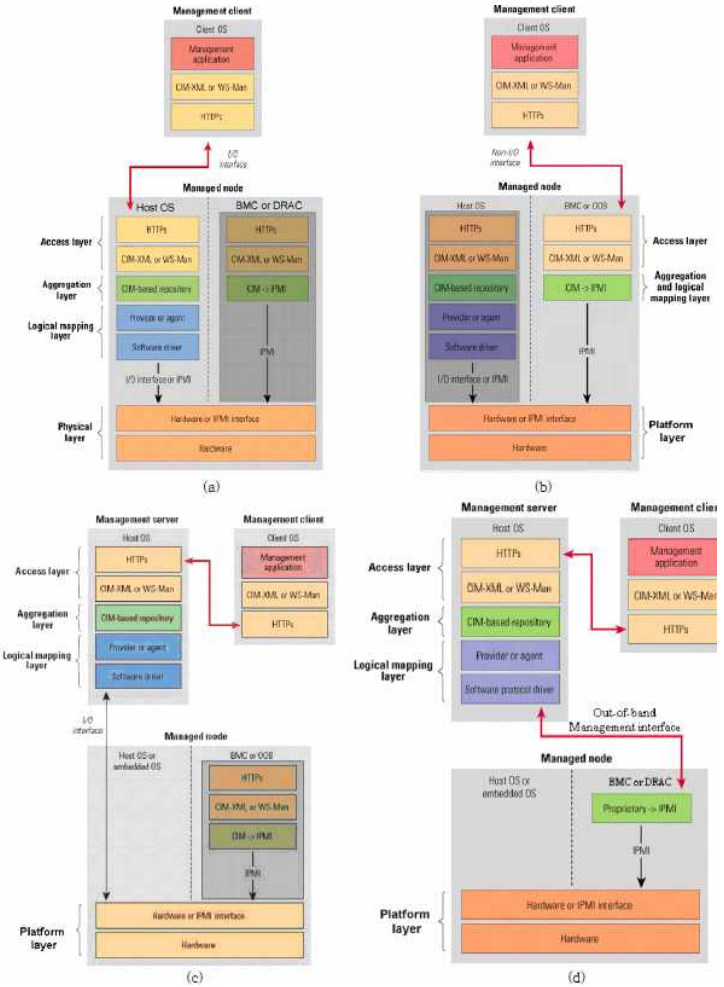 Management client
Client OS
Management
application
CIM-XML or WS-Man
HTTPs
I/O
interface
Managed node
Host OS
BMC or DRAC
Access layer
HTTPs
HTTPs
CIM-XML or WS-Man
CIM-XML or WS-Man
Aggregation
layer
CIM-based repository
CIM -> IPMI
Logical mapping
layer
Provider or agent
Software driver
IPMI
I/O interface or IPMI
Physical
layer
Hardware or IPMI interface
Hardware
(a)
Management client
Client OS
Management
application
CIM-XML or WS-Man
HTTPs
Non-I/O
interface
Managed node
Host OS
BMC or OOB
HTTPs
HTTPs
Access
layer
CIM-XML or WS-Man
CIM-XML or WS-Man
CIM-based repository
CIM -> IPMI
Aggregation
and logical
mapping layer
Provider or agent
Software driver
IPMI
I/O interface or IPMI
Hardware or IPMI interface
Hardware
Platform
layer
(b)
Management server
Management client
Host OS
Client OS
Access layer
HTTPs
Management
application
CIM-XML or WS-Man
CIM-XML or WS-Man
Aggregation
layer
CIM-based repository
HTTPs
Logical mapping
layer
Provider or agent
Software driver
I/O
interface
Managed node
Host OS or
embedded OS
BMC or OOB
HTTPs
CIM-XML or WS-Man
CIM -> IPMI
IPMI
Platform
layer
Hardware or IPMI interface
Hardware
(c)
Management server
Management clien
Host OS
Client OS
Access layer
HTTPs
Management
application
CIM-XML or WS-Man
CIM-XML or WS-Man
Aggregation
layer
CIM-based repository
HTTPs
Logical mapping
layer
Provider or agent
Software protocol driver
Out-of-band
Management interface
Managed node
Host OS or
embedded OS
BMC or DRAC
Proprietary -> IPMI
IPMI
Platform
layer
Hardware or IPMI interface
Hardware
(d)